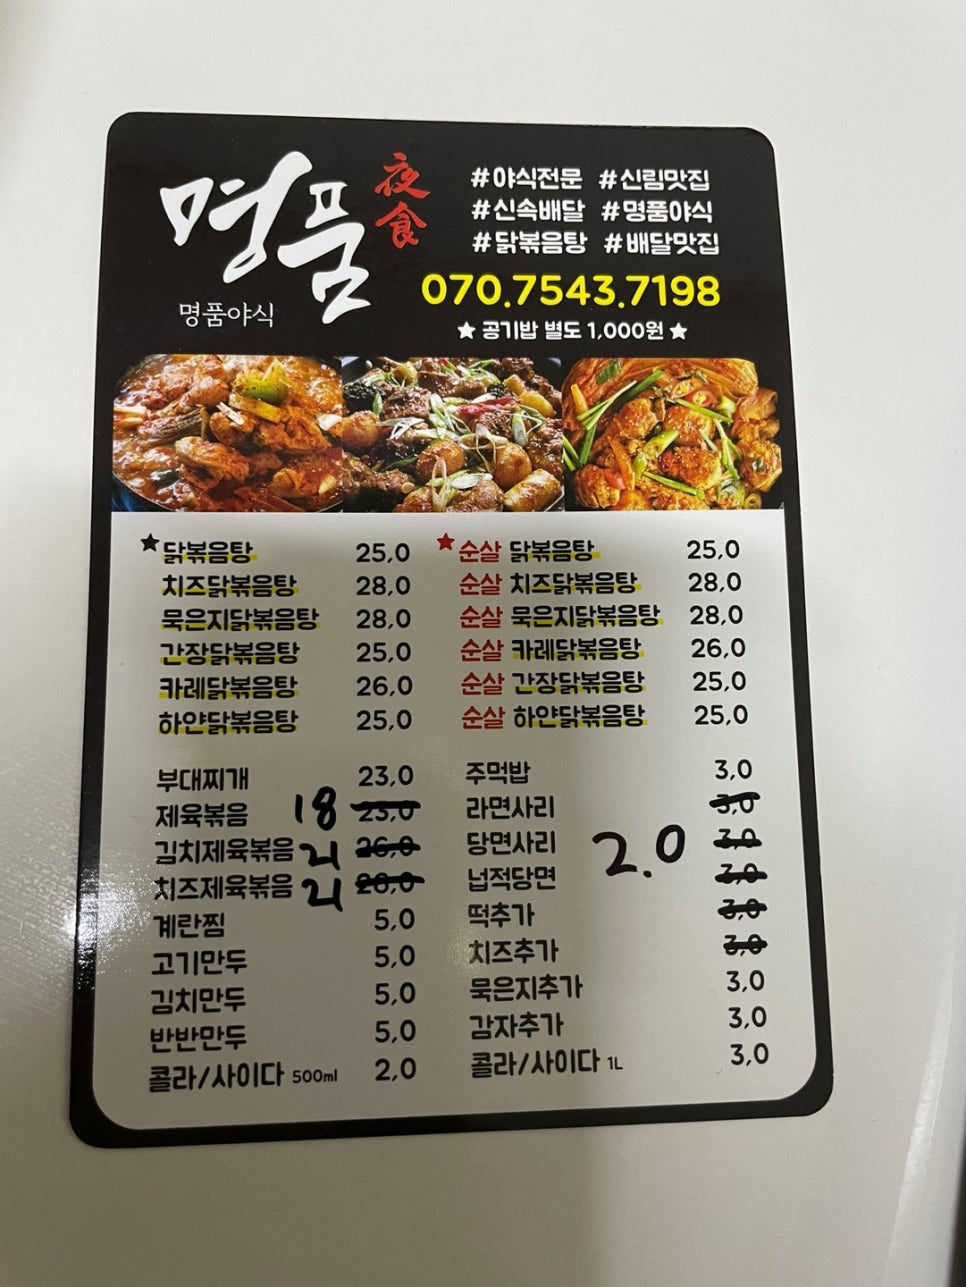 명품
夜食
명품야식
#야식전문 #신림맛집
#신속배달 #명품야식
#닭볶음탕 #배달맛집
070.7543.7198
★ 공기밥 별도 1,000원 ★
★닭볶음탕 25,0
치즈닭볶음탕 28,0
묵은지닭볶음탕 28,0
간장닭볶음탕 25,0
카레닭볶음탕 26,0
하얀닭볶음탕 25,0
★순살 닭볶음탕 25,0
순살 치즈닭볶음탕 28,0
순살 묵은지닭볶음탕 28,0
순살 카레닭볶음탕 26,0
순살 간장닭볶음탕 25,0
순살 하얀닭볶음탕 25,0
부대찌개 23,0
제육볶음 18 23,0
김치제육볶음 21 26,0
치즈제육볶음 21 26,0
계란찜 5,0
고기만두 5,0
김치만두 5,0
반반만두 5,0
콜라/사이다 500ml 2,0
주먹밥 3,0
라면사리 3,0
당면사리 2.0 3,0
넙적당면 3,0
떡추가 3,0
치즈추가 3,0
묵은지추가 3,0
감자추가 3,0
콜라/사이다 1L 3,0